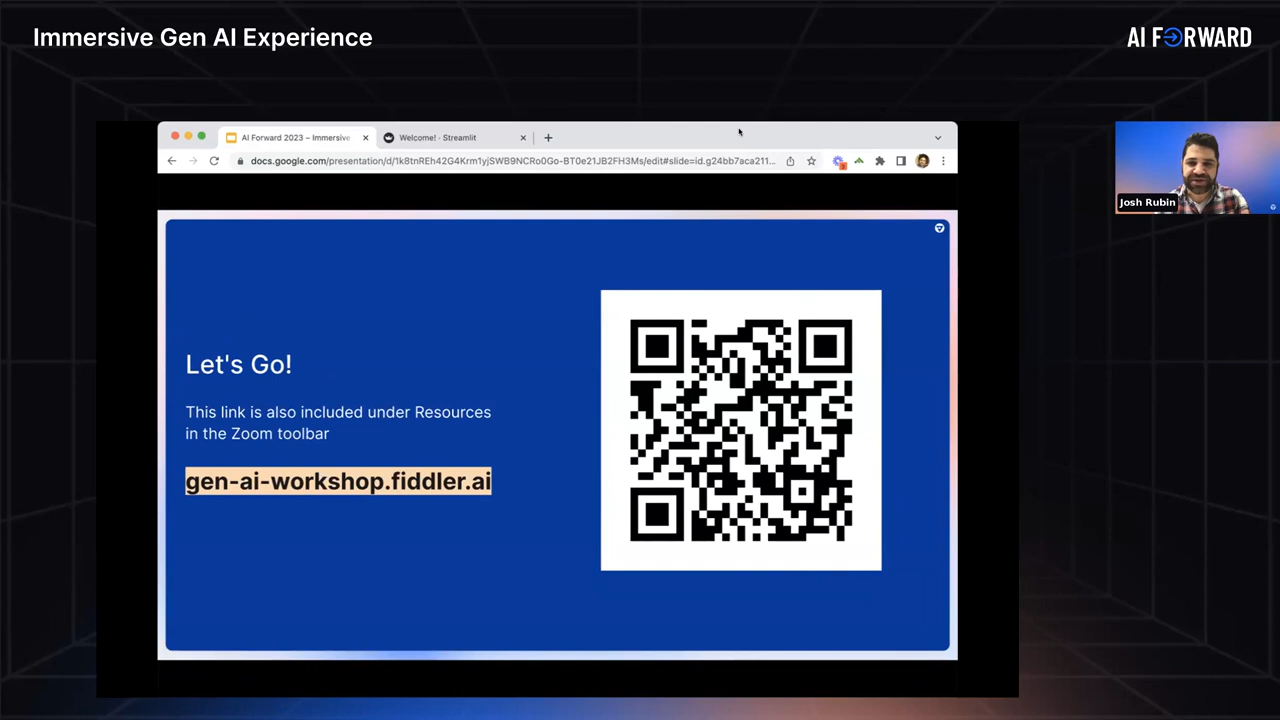 Immersive Gen AI Experience
AI FORWARD
AI Forward 2023 – Immersive
Welcome! · Streamlit
docs.google.com/presentation/d/1k8tnREh42G4Krm1yjSWB9NCRo0Go-BT0e21JB2FH3Ms/edit#slide=id.g24bb7aca211...
Josh Rubin
Let's Go!
This link is also included under Resources
in the Zoom toolbar
gen-ai-workshop.fiddler.ai